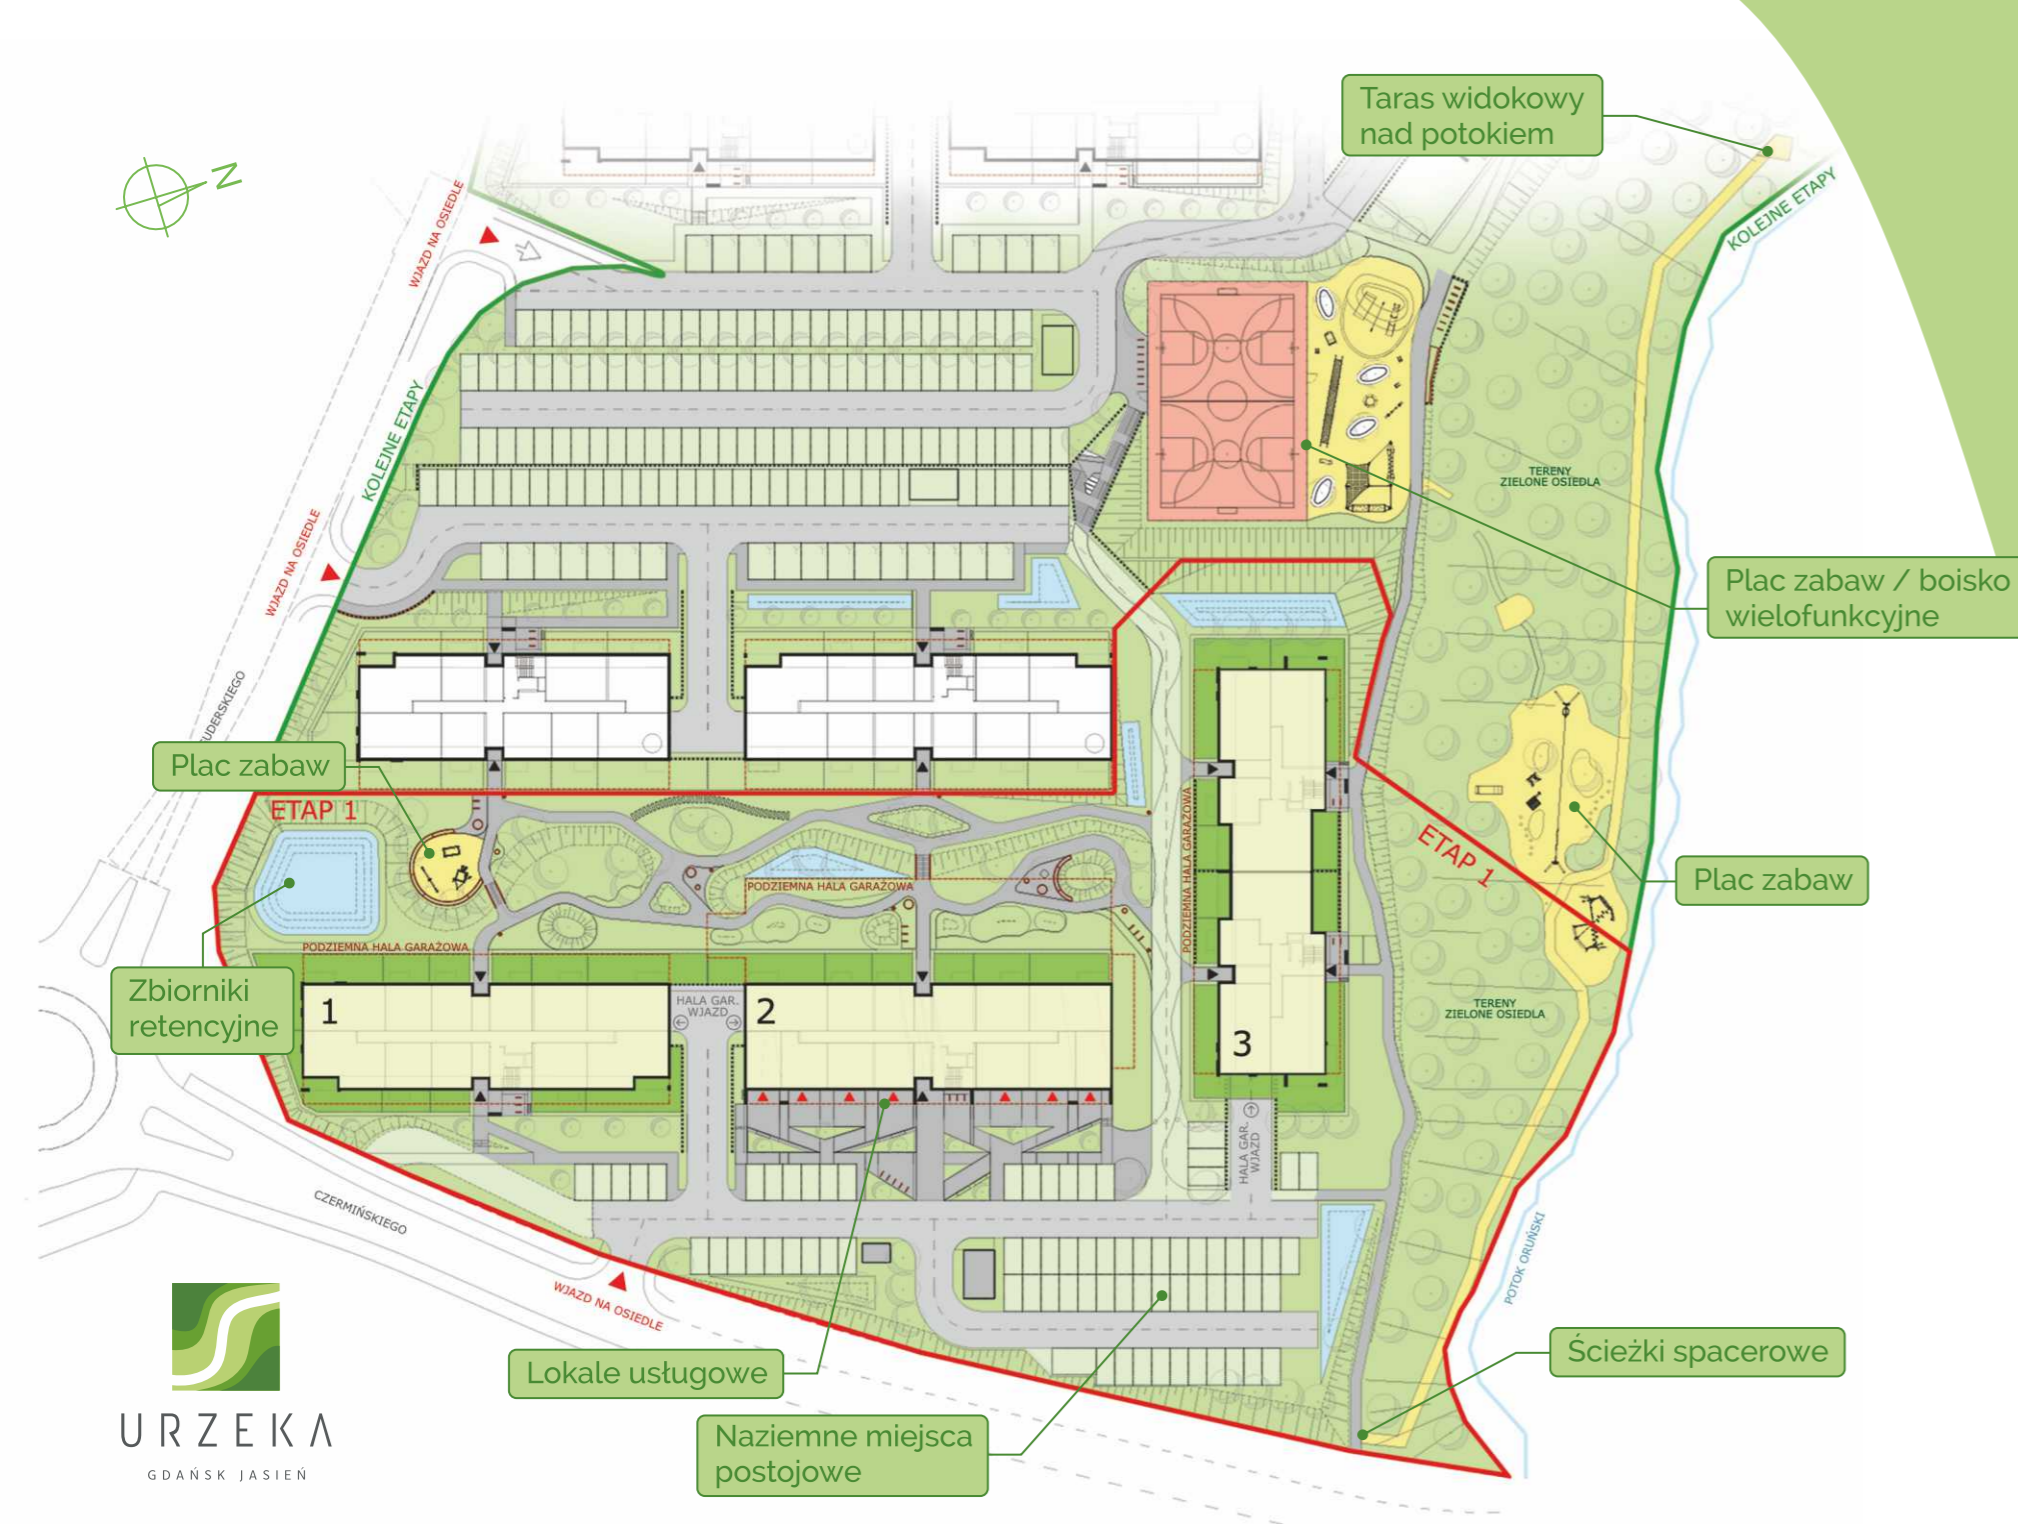 Taras widokowy
nad potokiem
N
WJAZD NA OSIEDLE
KOLEJNE ETAPY
KOLEJNE ETAPY
TERENY
ZIELONE OSIEDLA
WJAZD NA OSIEDLE
Plac zabaw / boisko
wielofunkcyjne
Plac zabaw
ETAP 1
PODZIEMNA HALA GARAŻOWA
PODZIEMNA HALA GARAŻOWA
ETAP 1
Plac zabaw
PODZIEMNA HALA GARAŻOWA
Zbiorniki
retencyjne
1
HALA GAR.
WJAZD
2
3
TERENY
ZIELONE OSIEDLA
HALA GAR.
WJAZD
CZERMIŃSKIEGO
POTOK ORUŃSKI
WJAZD NA OSIEDLE
Lokale usługowe
Ścieżki spacerowe
Naziemne miejsca
postojowe
URZEKA
GDAŃSK JASIEŃ